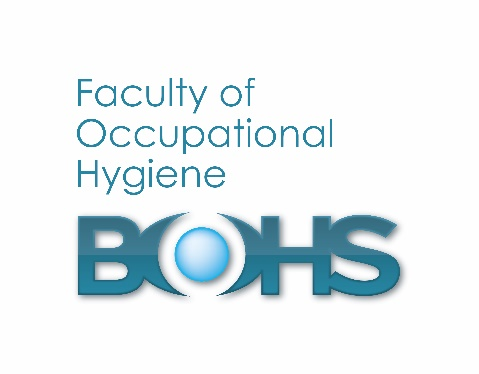 Faculty of
Occupational
Hygiene
BOHS